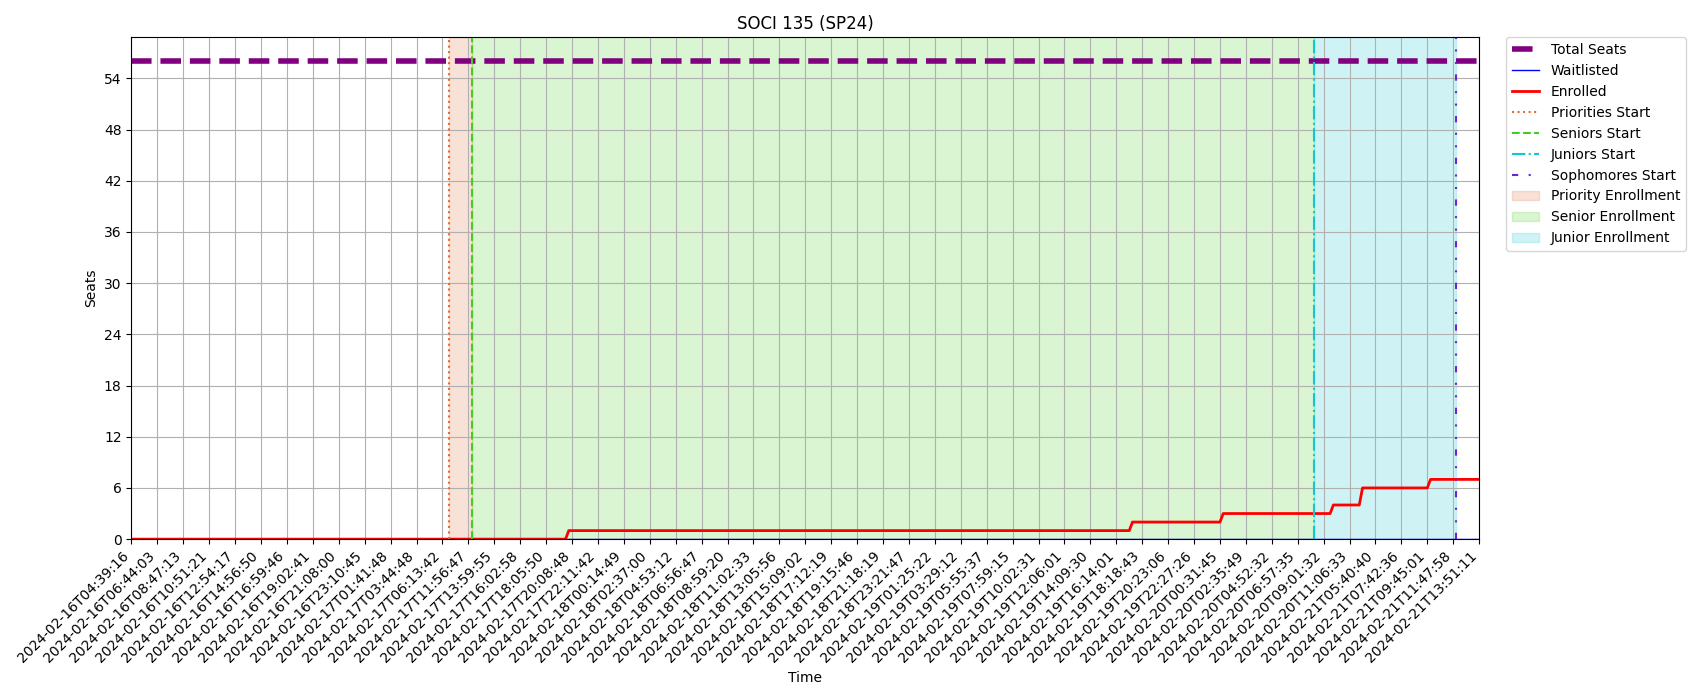 SOCI 135 (SP24)
Total Seats
Waitlisted
Enrolled
Priorities Start
Seniors Start
Juniors Start
Sophomores Start
Priority Enrollment
Senior Enrollment
Junior Enrollment
Seats
54
48
42
36
30
24
18
12
6
0
2024-02-16T04:39:16
2024-02-16T06:44:03
2024-02-16T08:47:13
2024-02-16T10:51:21
2024-02-16T12:54:17
2024-02-16T14:56:50
2024-02-16T16:59:46
2024-02-16T19:02:41
2024-02-16T21:08:00
2024-02-16T23:10:45
2024-02-17T01:41:48
2024-02-17T03:44:48
2024-02-17T06:13:42
2024-02-17T11:56:47
2024-02-17T13:59:55
2024-02-17T16:02:58
2024-02-17T18:05:50
2024-02-17T20:08:48
2024-02-17T22:11:42
2024-02-18T00:14:49
2024-02-18T02:37:00
2024-02-18T04:53:12
2024-02-18T06:56:47
2024-02-18T08:59:20
2024-02-18T11:02:33
2024-02-18T13:05:56
2024-02-18T15:09:02
2024-02-18T17:12:19
2024-02-18T19:15:46
2024-02-18T21:18:19
2024-02-18T23:21:47
2024-02-19T01:25:22
2024-02-19T03:29:12
2024-02-19T05:55:37
2024-02-19T07:59:15
2024-02-19T10:02:31
2024-02-19T12:06:01
2024-02-19T14:09:30
2024-02-19T16:14:01
2024-02-19T18:18:43
2024-02-19T20:23:06
2024-02-19T22:27:26
2024-02-20T00:31:45
2024-02-20T02:35:49
2024-02-20T04:52:32
2024-02-20T06:57:35
2024-02-20T09:01:32
2024-02-20T11:06:33
2024-02-21T05:40:40
2024-02-21T07:42:36
2024-02-21T09:45:01
2024-02-21T11:47:58
2024-02-21T13:51:11
Time